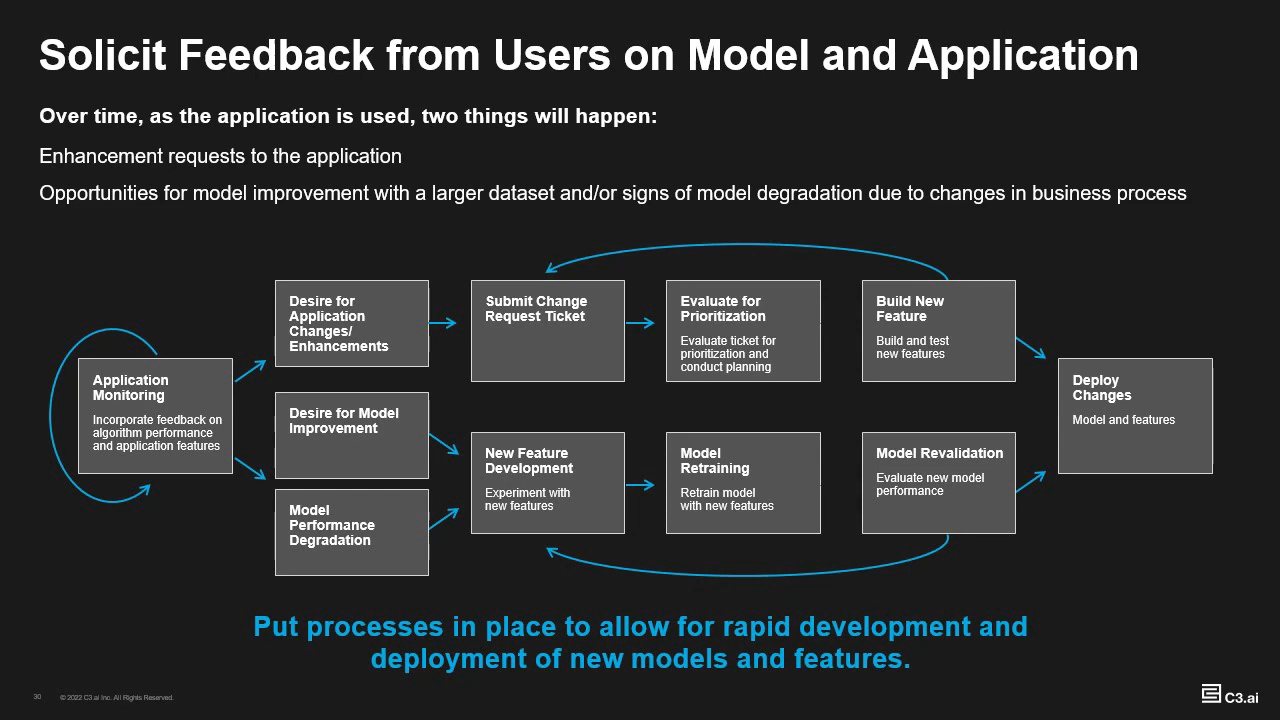 Solicit Feedback from Users on Model and Application
Over time, as the application is used, two things will happen:
Enhancement requests to the application
Opportunities for model improvement with a larger dataset and/or signs of model degradation due to changes in business process
Application
Monitoring
Incorporate feedback on
algorithm performance
and application features
Desire for
Application
Changes/
Enhancements
Desire for Model
Improvement
Model
Performance
Degradation
Submit Change
Request Ticket
Evaluate for
Prioritization
Evaluate ticket for
prioritization and
conduct planning
Build New
Feature
Build and test
new features
New Feature
Development
Experiment with
new features
Model
Retraining
Retrain model
with new features
Model Revalidation
Evaluate new model
performance
Deploy
Changes
Model and features
Put processes in place to allow for rapid development and
deployment of new models and features.
30
© 2022 C3.ai Inc. All Rights Reserved.
C3.ai